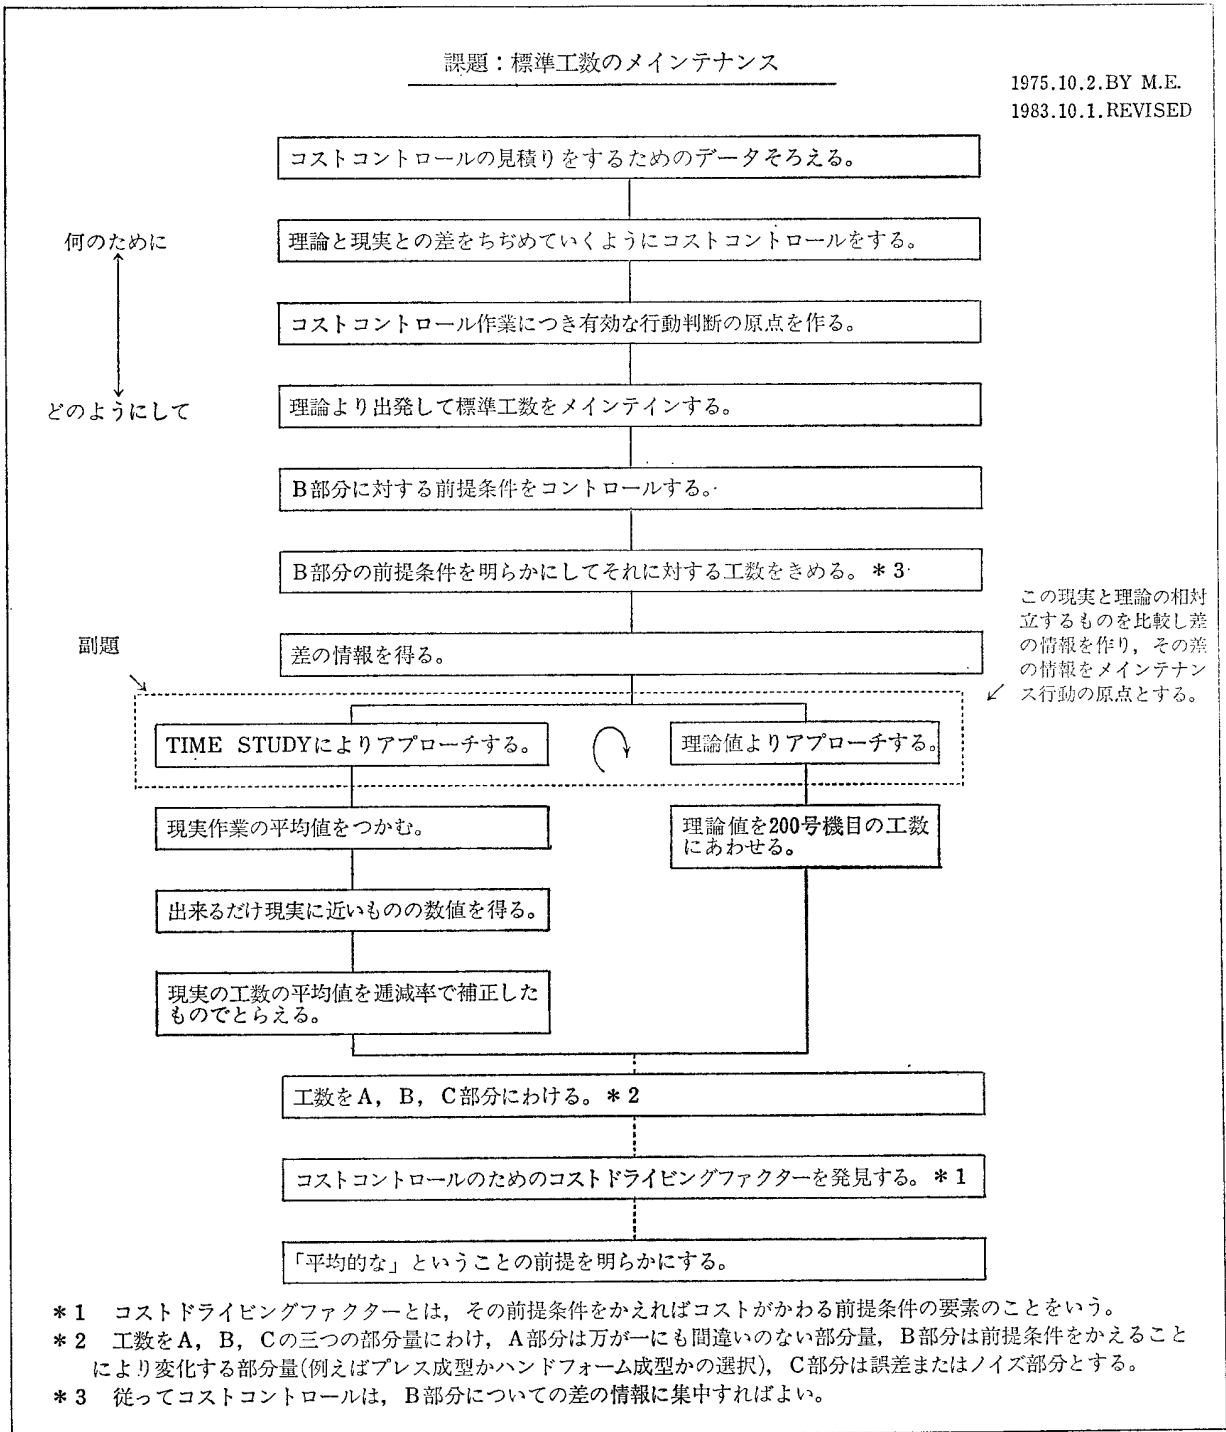 課題：標準工数のメインテナンス
1975.10.2.BY M.E.
1983.10.1.REVISED
コストコントロールの見積りをするためのデータそろえる。
何のために
理論と現実との差をちぢめていくようにコストコントロールをする。
コストコントロール作業につき有効な行動判断の原点を作る。
どのようにして
理論より出発して標準工数をメインテインする。
B部分に対する前提条件をコントロールする。
B部分の前提条件を明らかにしてそれに対する工数をきめる。＊3
この現実と理論の相対
立するものを比較し差
の情報を作り，その差
の情報をメインテナン
ス行動の原点とする。
副題
差の情報を得る。
TIME STUDYによりアプローチする。
理論値よりアプローチする。
現実作業の平均値をつかむ。
理論値を200号機目の工数
にあわせる。
出来るだけ現実に近いものの数値を得る。
現実の工数の平均値を逓減率で補正した
ものでとらえる。
工数をA，B，C部分にわける。＊2
コストコントロールのためのコストドライビングファクターを発見する。＊1
「平均的な」ということの前提を明らかにする。
＊1　コストドライビングファクターとは，その前提条件をかえればコストがかわる前提条件の要素のことをいう。
＊2　工数をA，B，Cの三つの部分量にわけ，A部分は万が一にも間違いのない部分量，B部分は前提条件をかえること
により変化する部分量(例えばプレス成型かハンドフォーム成型かの選択)，C部分は誤差またはノイズ部分とする。
＊3　従ってコストコントロールは，B部分についての差の情報に集中すればよい。